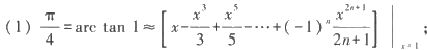 (1) π/4 = arc tan 1 ≈ [ x - x³/3 + x⁵/5 - ··· + (-1)ⁿ x²ⁿ⁺¹/2n+1 ] |ₓ₌₁ ;